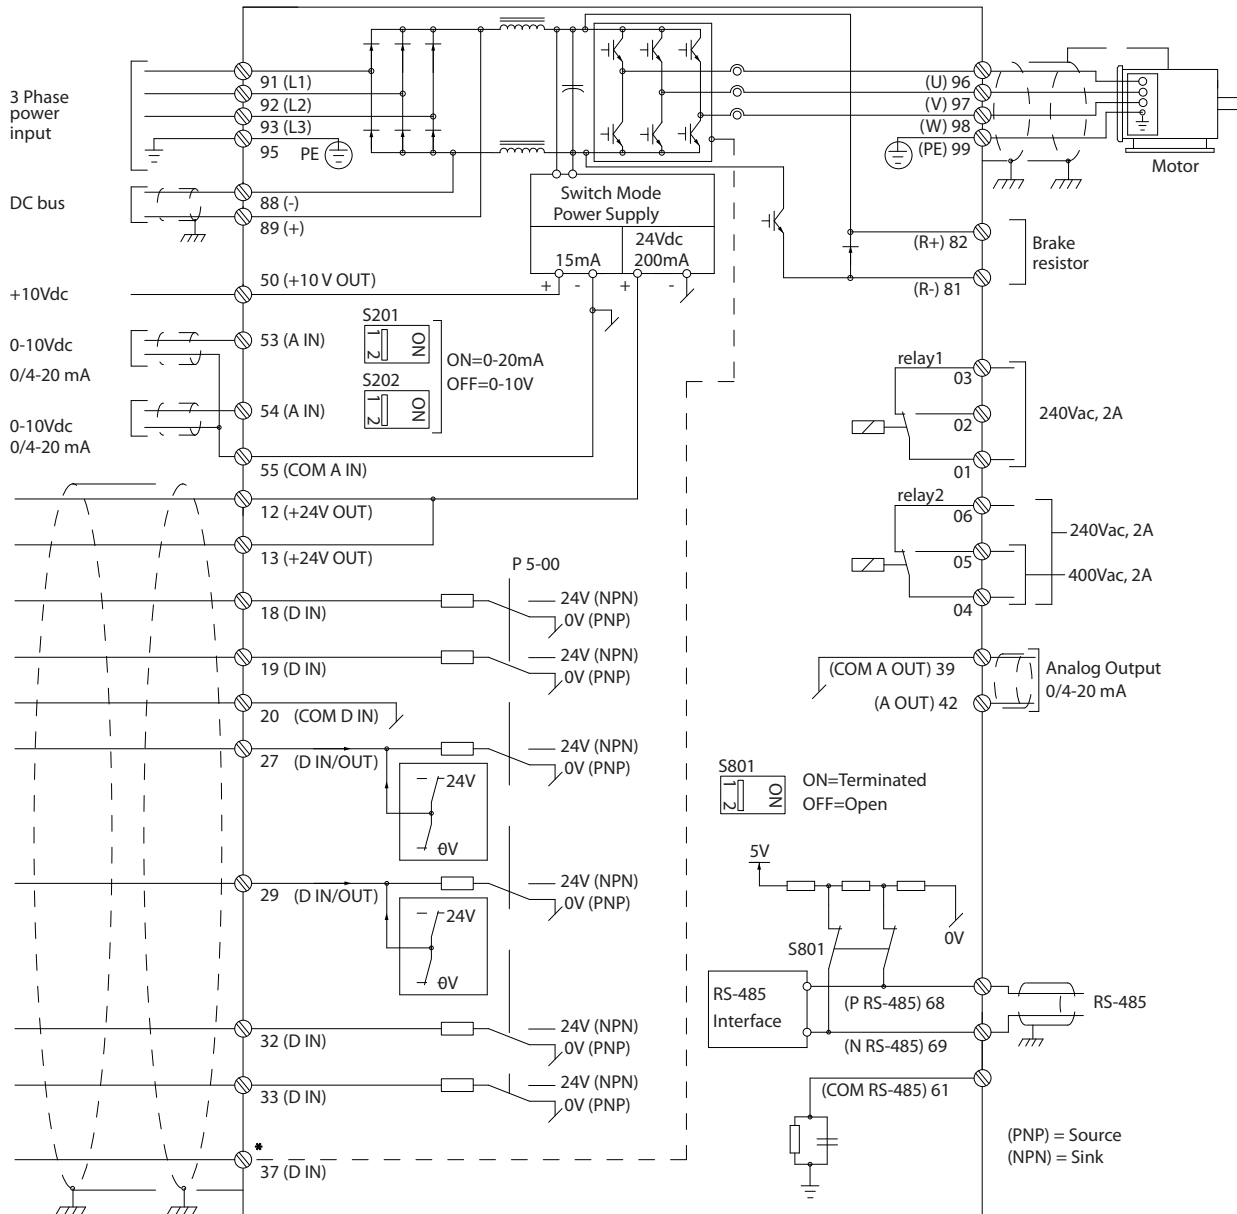 3 Phase
power
input
91 (L1)
92 (L2)
93 (L3)
95
PE
DC bus
88 (-)
89 (+)
Switch Mode
Power Supply
24Vdc
15mA
200mA
+
-
+
-
+10Vdc
50 (+10 V OUT)
0-10Vdc
0/4-20 mA
53 (A IN)
S201
1
2
ON
S202
1
2
ON
ON=0-20mA
OFF=0-10V
0-10Vdc
0/4-20 mA
54 (A IN)
55 (COM A IN)
12 (+24V OUT)
13 (+24V OUT)
P 5-00
18 (D IN)
24V (NPN)
0V (PNP)
19 (D IN)
24V (NPN)
0V (PNP)
20 (COM D IN)
27 (D IN/OUT)
24V (NPN)
0V (PNP)
24V
0V
29 (D IN/OUT)
24V (NPN)
0V (PNP)
24V
0V
32 (D IN)
24V (NPN)
0V (PNP)
33 (D IN)
24V (NPN)
0V (PNP)
*
37 (D IN)
(U) 96
(V) 97
(W) 98
(PE) 99
Motor
(R+) 82
(R-) 81
Brake
resistor
relay1
03
02
01
240Vac, 2A
relay2
06
05
04
240Vac, 2A
400Vac, 2A
(COM A OUT) 39
(A OUT) 42
Analog Output
0/4-20 mA
S801
1
2
ON
ON=Terminated
OFF=Open
5V
0V
S801
RS-485
Interface
(P RS-485) 68
(N RS-485) 69
RS-485
(COM RS-485) 61
(PNP) = Source
(NPN) = Sink